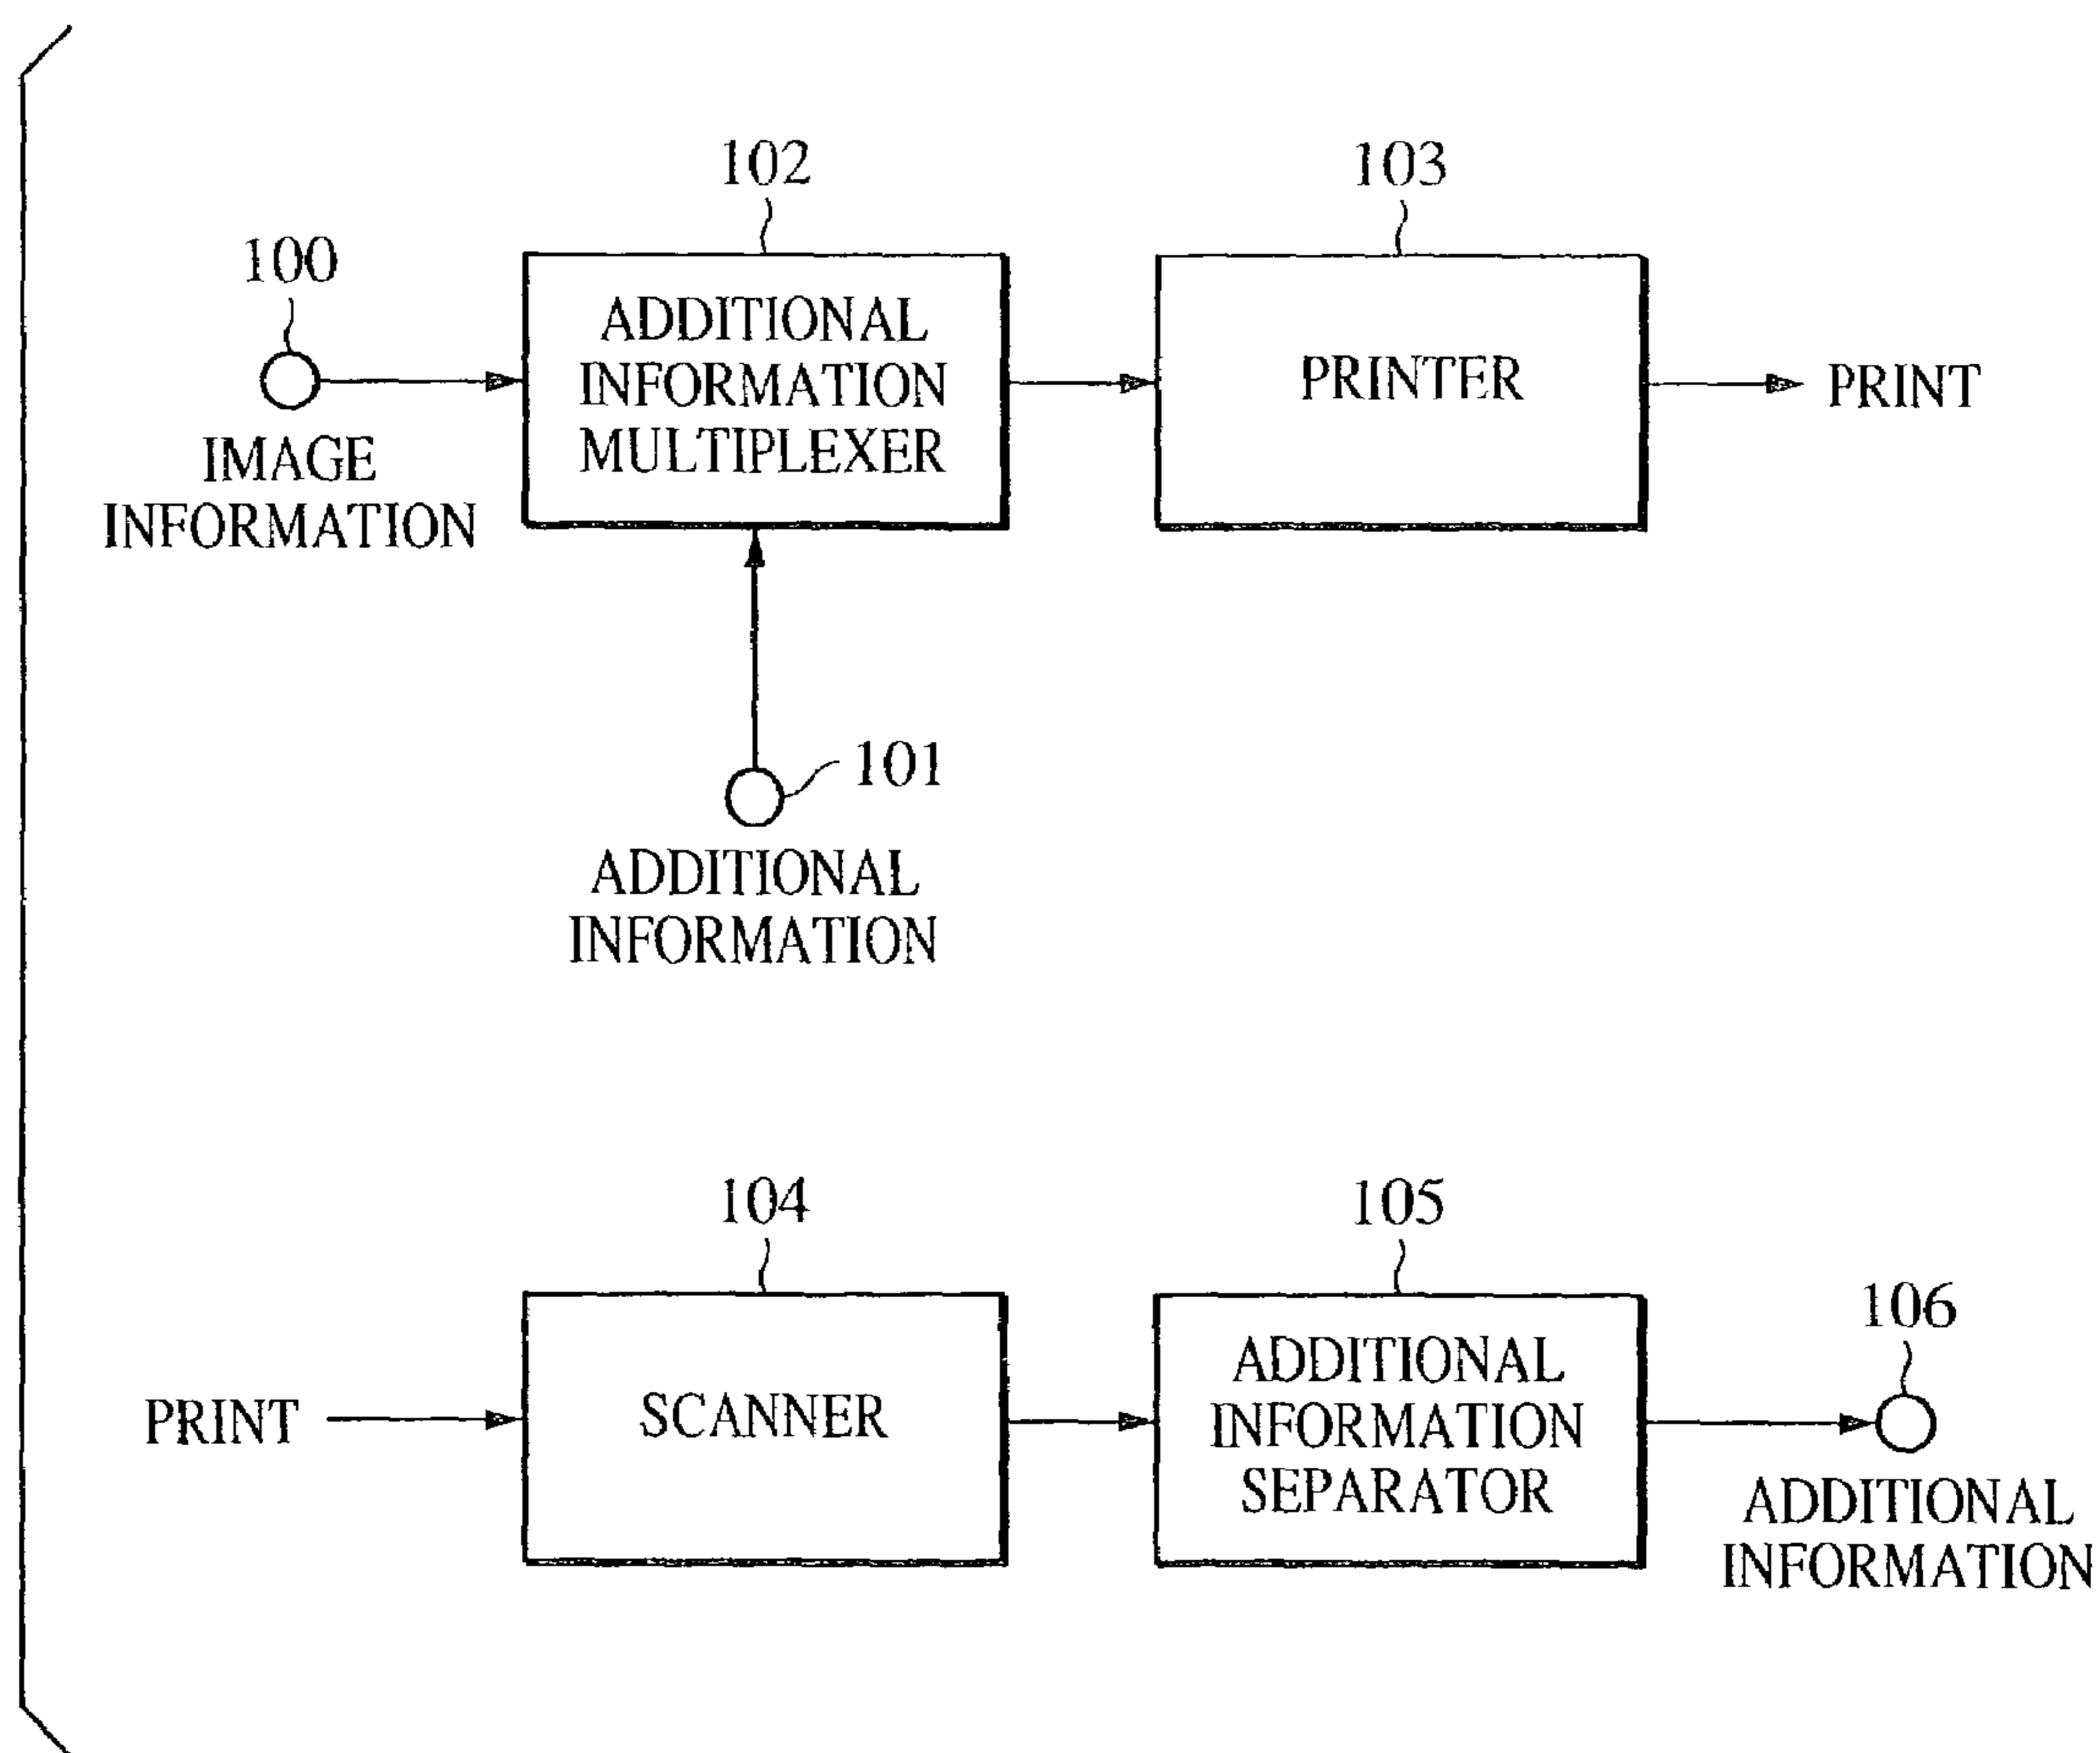 102
103
100
ADDITIONAL
INFORMATION
MULTIPLEXER
PRINTER
PRINT
IMAGE
INFORMATION
101
ADDITIONAL
INFORMATION
104
105
106
PRINT
SCANNER
ADDITIONAL
INFORMATION
SEPARATOR
ADDITIONAL
INFORMATION